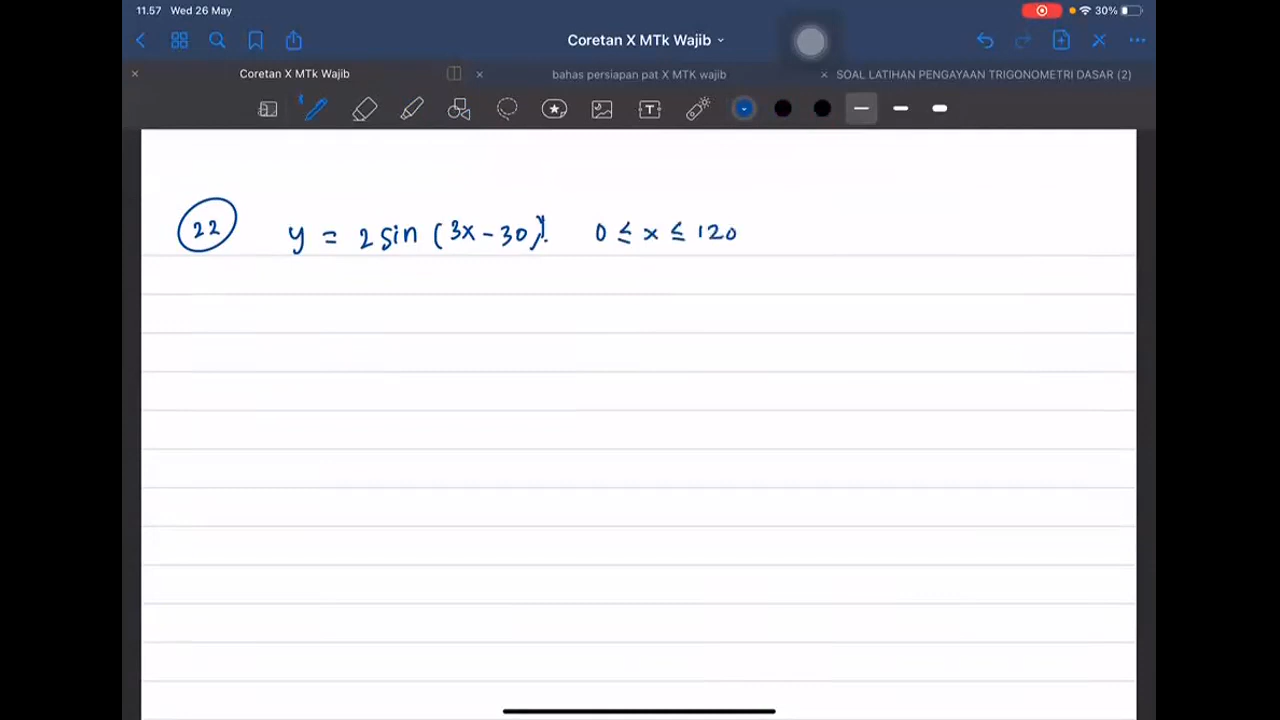 11.57 Wed 26 May 30%
Coretan X MTk Wajib
Coretan X MTk Wajib bahas persiapan pat X MTK wajib SOAL LATIHAN PENGAYAAN TRIGONOMETRI DASAR (2)
22 y = 2 sin (3x - 30) 0 ≤ x ≤ 120